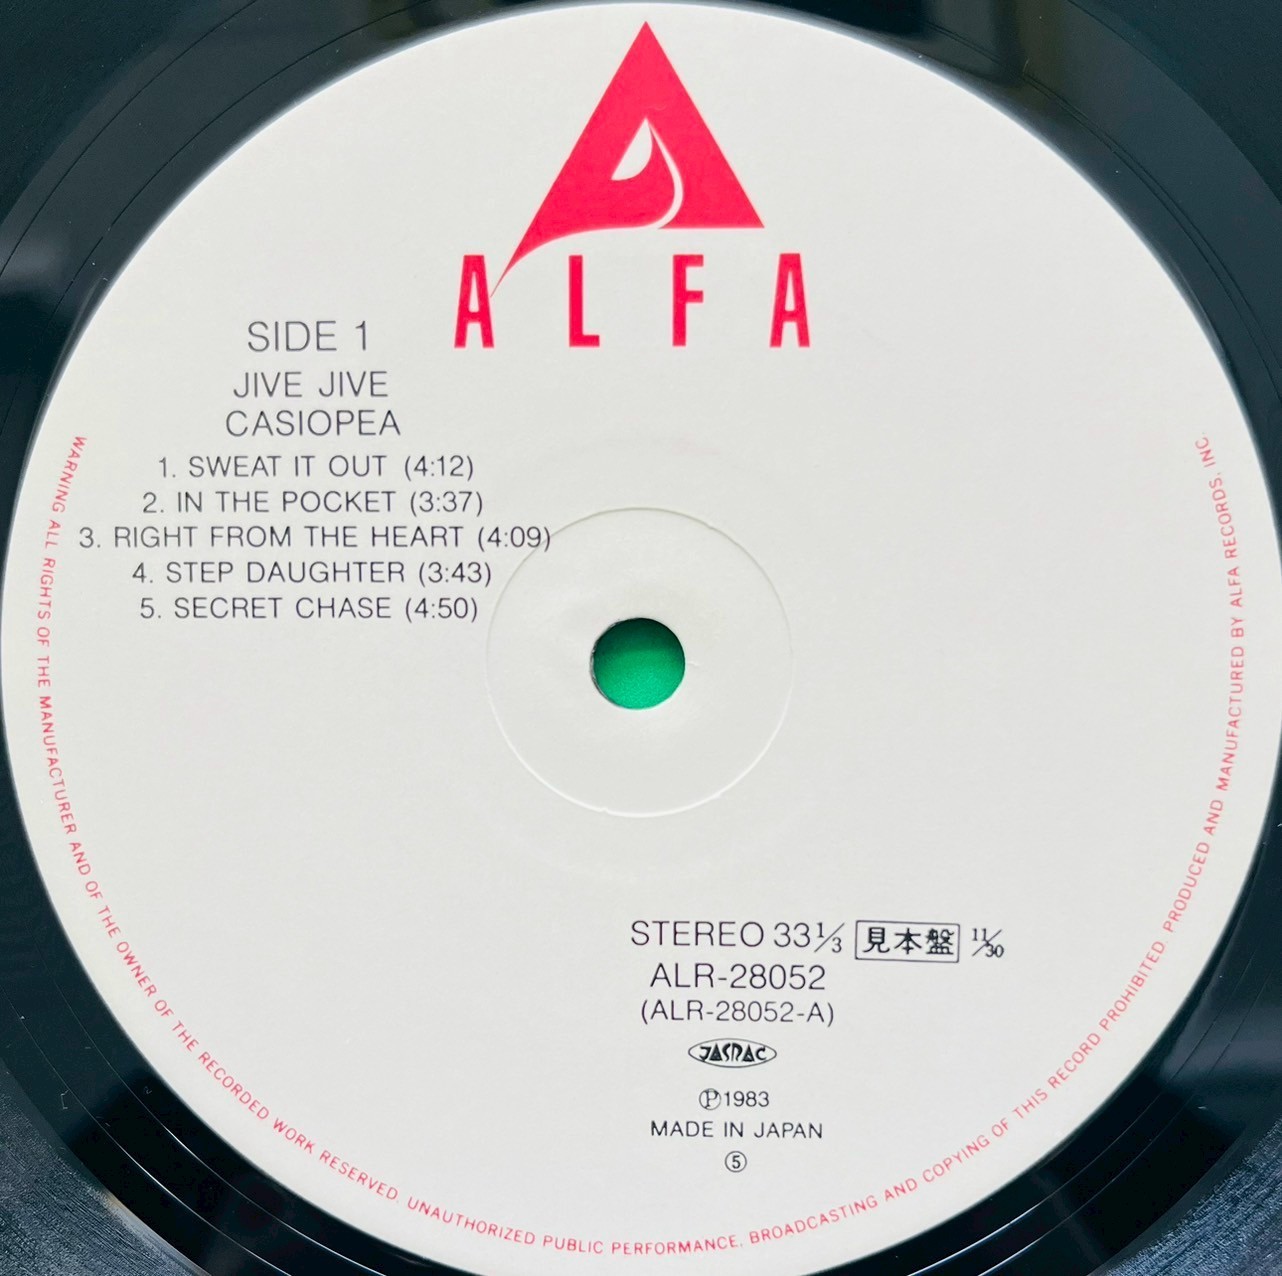 ALFA
SIDE 1
JIVE JIVE
CASIOPEA
1. SWEAT IT OUT (4:12)
2. IN THE POCKET (3:37)
3. RIGHT FROM THE HEART (4:09)
4. STEP DAUGHTER (3:43)
5. SECRET CHASE (4:50)
STEREO 33⅓ 見本盤 11/30
ALR-28052
(ALR-28052-A)
JASRAC
Ⓟ1983
MADE IN JAPAN
⑤
WARNING ALL RIGHTS OF THE MANUFACTURER AND OF THE OWNER OF THE RECORDED WORK RESERVED. UNAUTHORIZED PUBLIC PERFORMANCE, BROADCASTING AND COPYING OF THIS RECORD PROHIBITED. PRODUCED AND MANUFACTURED BY ALFA RECORDS, INC.